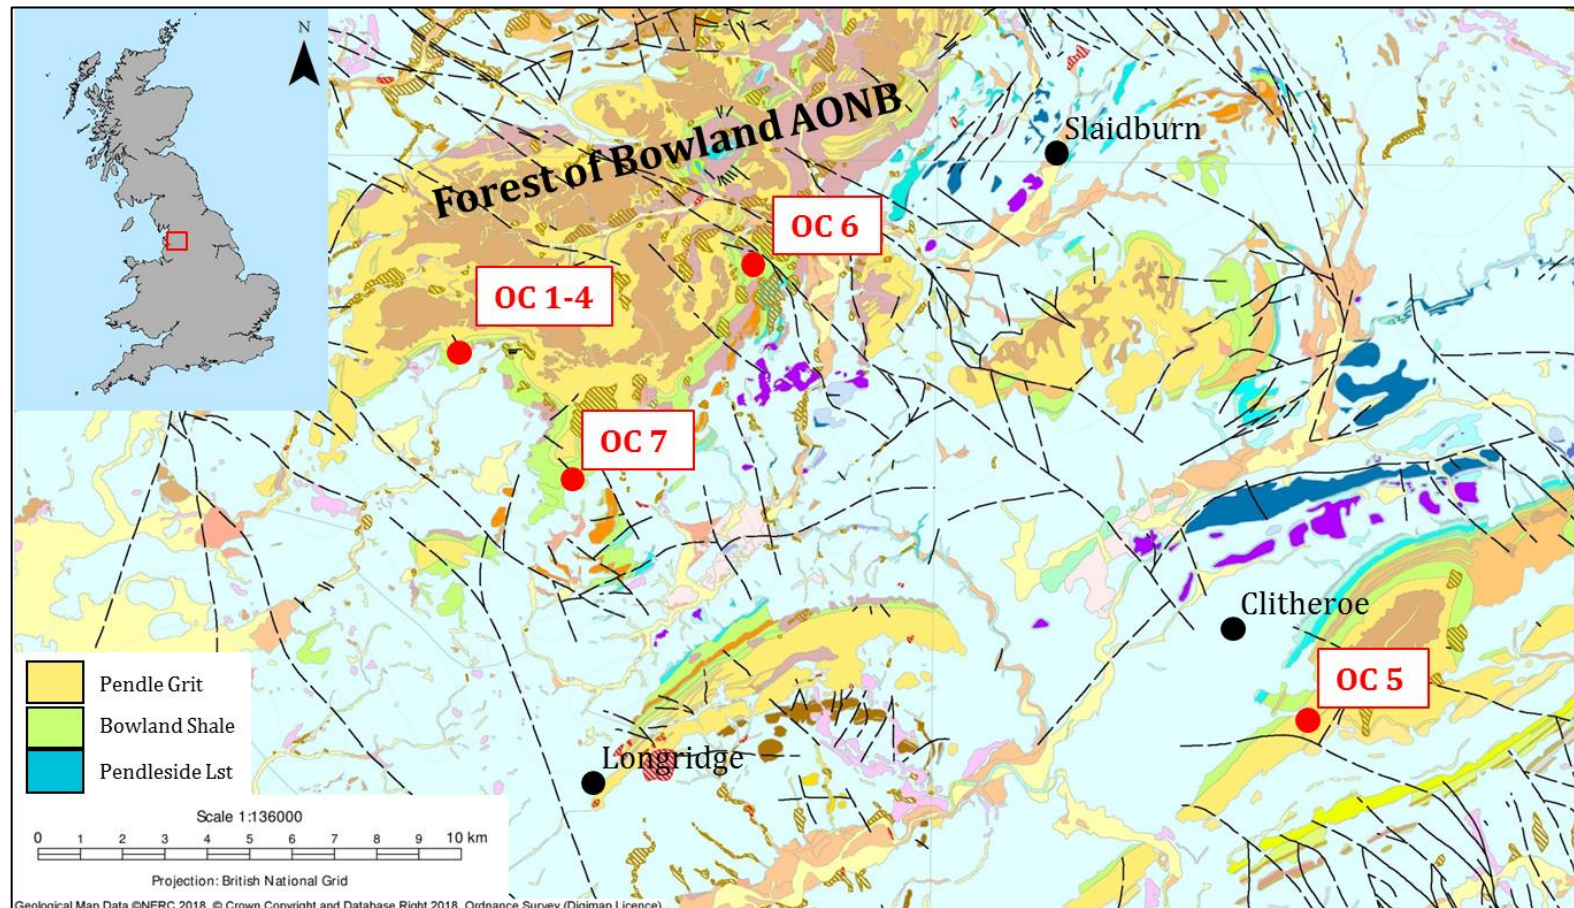 N
Forest of Bowland AONB
Slaidburn
OC 6
OC 1-4
OC 7
Clitheroe
OC 5
Longridge
Pendle Grit
Bowland Shale
Pendleside Lst
Scale 1:136000
0 1 2 3 4 5 6 7 8 9 10 km
Projection: British National Grid
Geological Map Data ©NERC 2018. © Crown Copyright and Database Right 2018. Ordnance Survey (Digimap Licence).